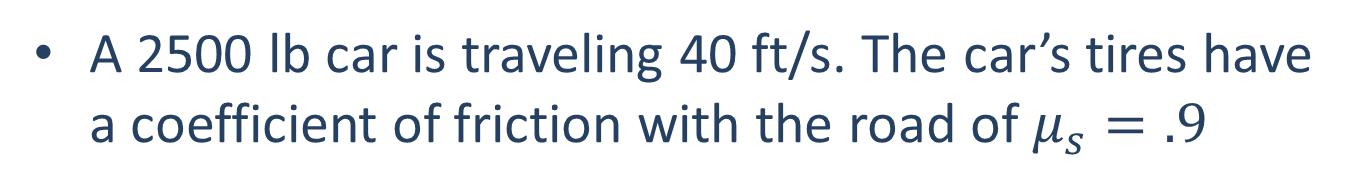 • A 2500 lb car is traveling 40 ft/s. The car’s tires have
a coefficient of friction with the road of μₛ = .9